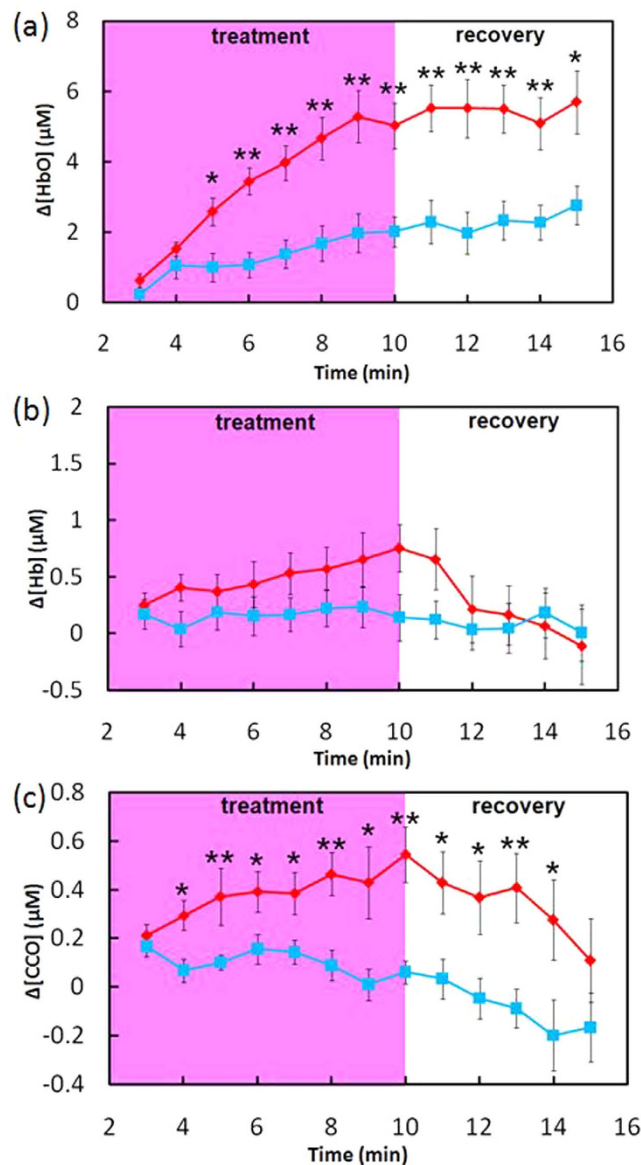 (a)
treatment recovery
* ** ** ** ** ** ** ** ** ** *
Δ[HbO] (μM)
8
6
4
2
0
2 4 6 8 10 12 14 16
Time (min)
(b)
treatment recovery
Δ[Hb] (μM)
2
1.5
1
0.5
0
-0.5
2 4 6 8 10 12 14 16
Time (min)
(c)
treatment recovery
* ** * * ** * ** * * ** *
Δ[CCO] (μM)
0.8
0.6
0.4
0.2
0
-0.2
-0.4
2 4 6 8 10 12 14 16
Time (min)